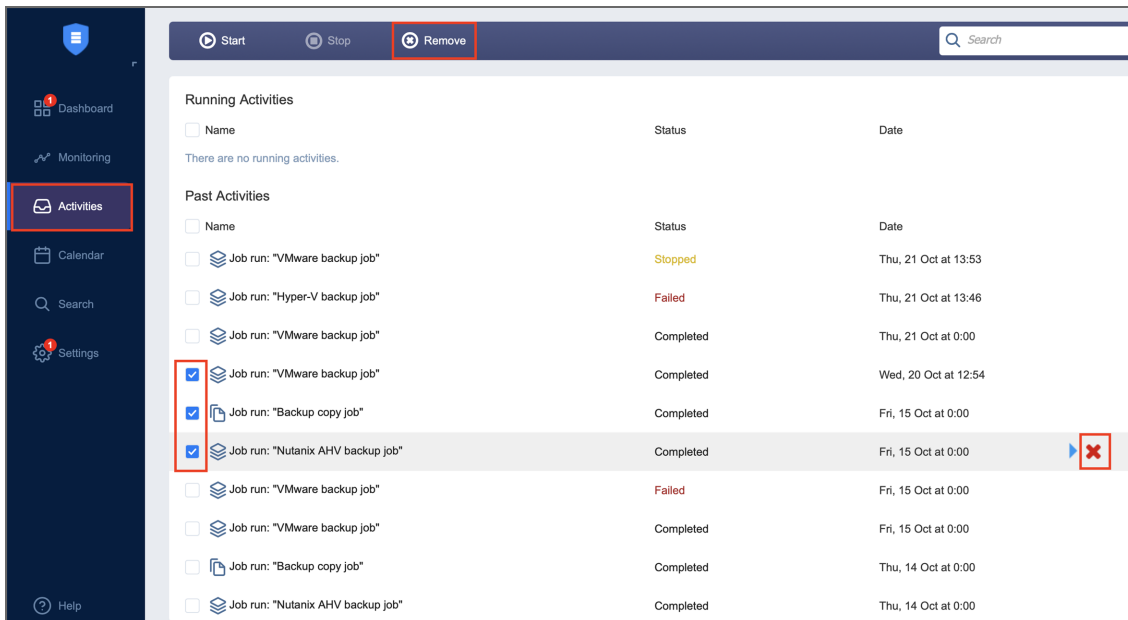 Start Stop Remove Search
1
Dashboard
Monitoring
Activities
Calendar
Search
1
Settings
Help
Running Activities
Name Status Date
There are no running activities.
Past Activities
Name Status Date
Job run: "VMware backup job" Stopped Thu, 21 Oct at 13:53
Job run: "Hyper-V backup job" Failed Thu, 21 Oct at 13:46
Job run: "VMware backup job" Completed Thu, 21 Oct at 0:00
Job run: "VMware backup job" Completed Wed, 20 Oct at 12:54
Job run: "Backup copy job" Completed Fri, 15 Oct at 0:00
Job run: "Nutanix AHV backup job" Completed Fri, 15 Oct at 0:00
Job run: "VMware backup job" Failed Fri, 15 Oct at 0:00
Job run: "VMware backup job" Completed Fri, 15 Oct at 0:00
Job run: "Backup copy job" Completed Thu, 14 Oct at 0:00
Job run: "Nutanix AHV backup job" Completed Thu, 14 Oct at 0:00